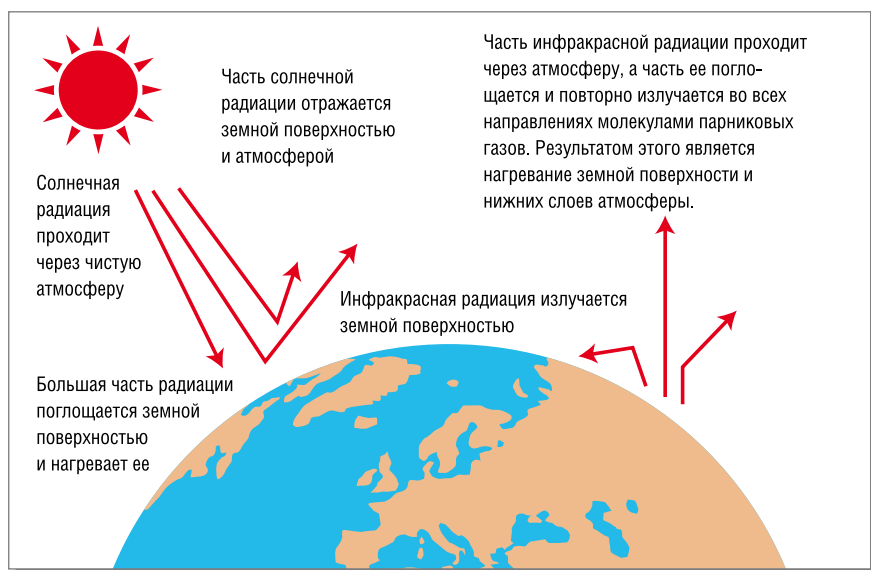 Часть солнечной
радиации отражается
земной поверхностью
и атмосферой
Часть инфракрасной радиации проходит
через атмосферу, а часть ее погло-
щается и повторно излучается во всех
направлениях молекулами парниковых
газов. Результатом этого является
нагревание земной поверхности и
нижних слоев атмосферы.
Солнечная
радиация
проходит
через чистую
атмосферу
Инфракрасная радиация излучается
земной поверхностью
Большая часть радиации
поглощается земной
поверхностью
и нагревает ее